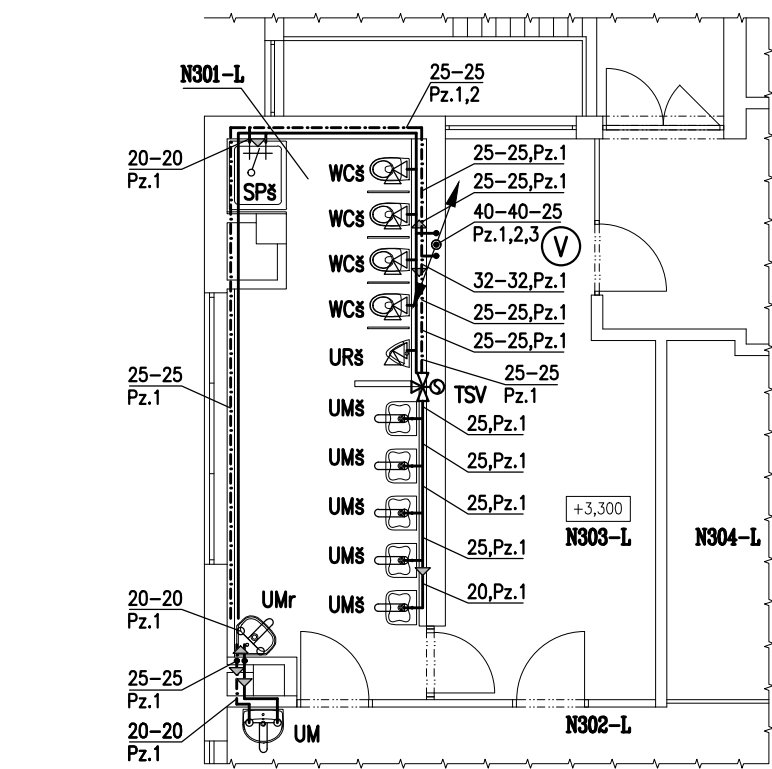 25-25
Pz.1,2
N301-L
25-25,Pz.1
20-20
Pz.1
WCš
25-25,Pz.1
SPš
WCš
40-40-25
Pz.1,2,3
V
WCš
32-32,Pz.1
WCš
25-25,Pz.1
25-25,Pz.1
URš
25-25
Pz.1
25-25
Pz.1
TSV
UMš
25,Pz.1
UMš
25,Pz.1
UMš
25,Pz.1
+3,300
N303-L
N304-L
UMš
25,Pz.1
20-20
Pz.1
UMr
UMš
20,Pz.1
25-25
Pz.1
20-20
Pz.1
UM
N302-L